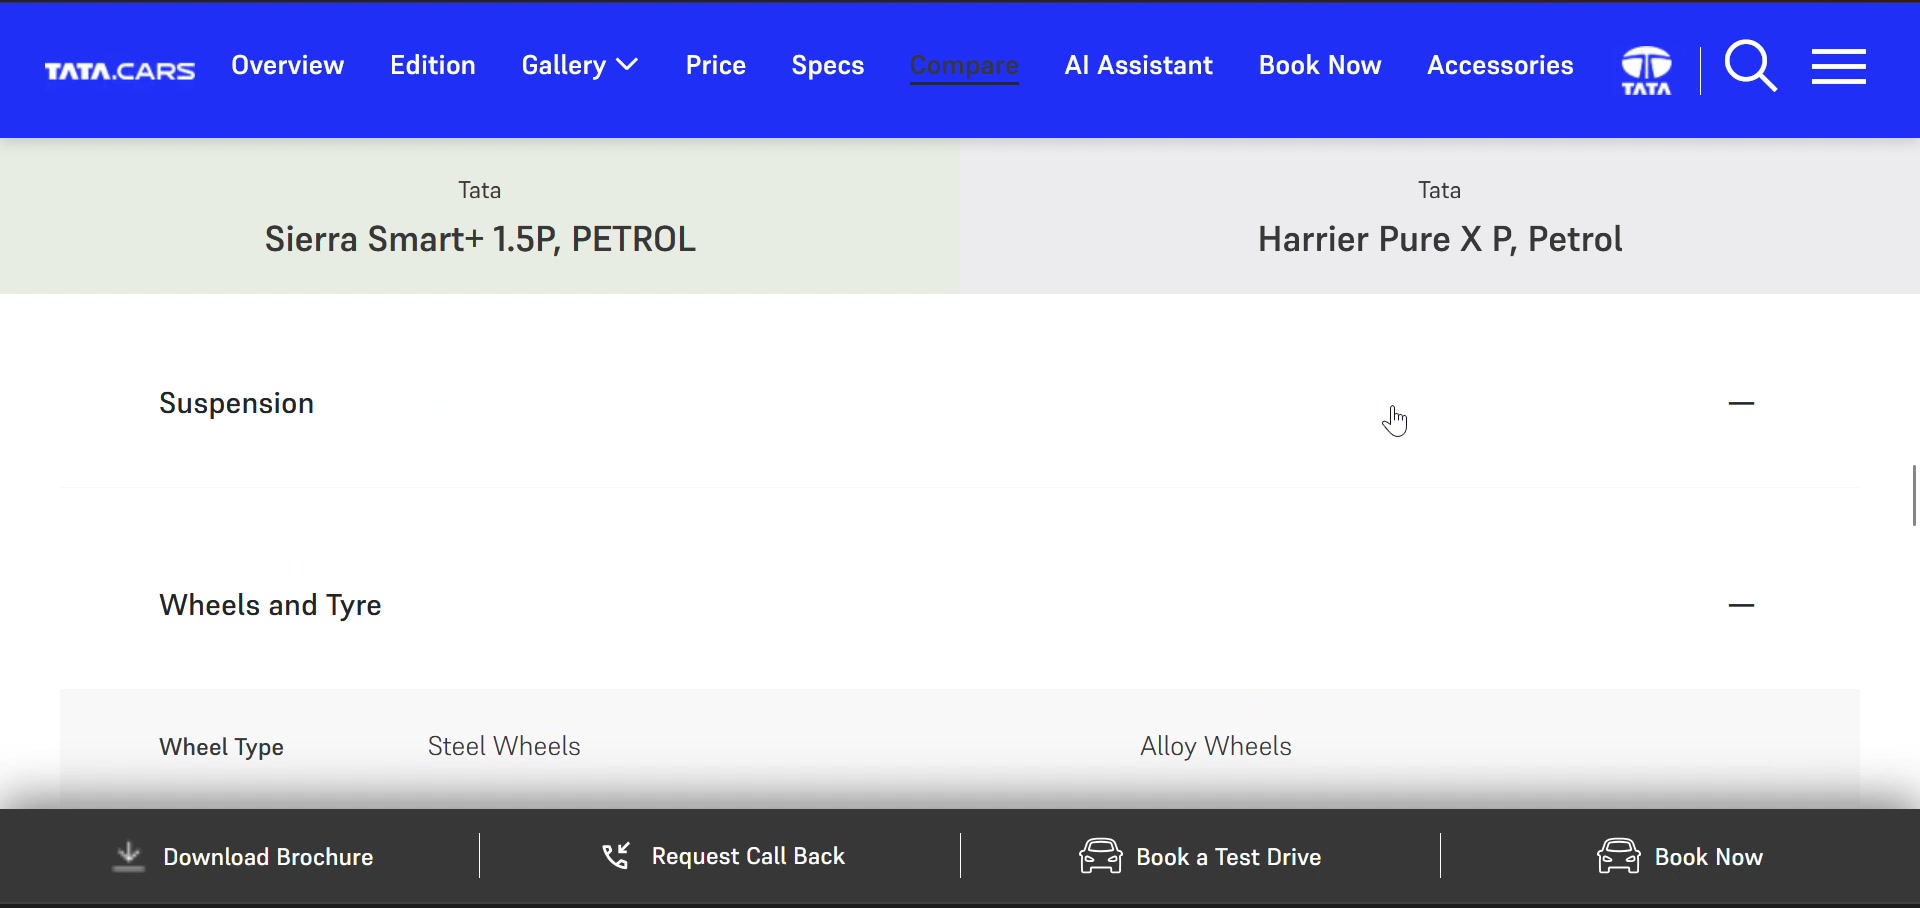 TATA.CARS Overview Edition Gallery Price Specs Compare AI Assistant Book Now Accessories TATA
Tata
Sierra Smart+ 1.5P, PETROL
Tata
Harrier Pure X P, Petrol
Suspension
Wheels and Tyre
Wheel Type Steel Wheels Alloy Wheels
Download Brochure Request Call Back Book a Test Drive Book Now